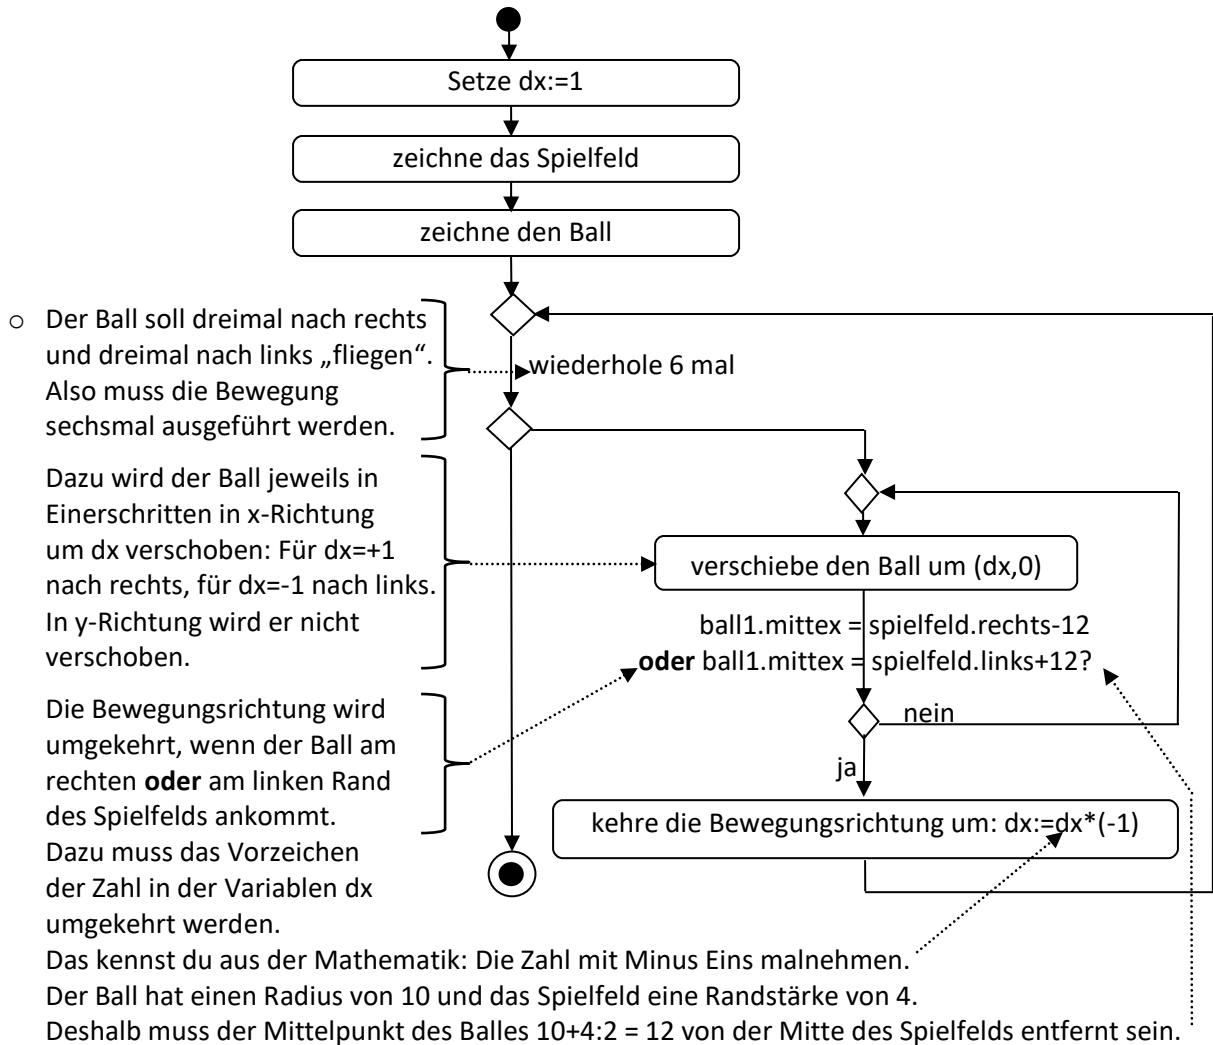 Setze dx:=1
zeichne das Spielfeld
zeichne den Ball
○ Der Ball soll dreimal nach rechts
und dreimal nach links „fliegen“.
Also muss die Bewegung
sechsmal ausgeführt werden.
wiederhole 6 mal
Dazu wird der Ball jeweils in
Einerschritten in x-Richtung
um dx verschoben: Für dx=+1
nach rechts, für dx=-1 nach links.
In y-Richtung wird er nicht
verschoben.
verschiebe den Ball um (dx,0)
ball1.mittex = spielfeld.rechts-12
oder ball1.mittex = spielfeld.links+12?
nein
ja
Die Bewegungsrichtung wird
umgekehrt, wenn der Ball am
rechten oder am linken Rand
des Spielfelds ankommt.
kehre die Bewegungsrichtung um: dx:=dx*(-1)
Dazu muss das Vorzeichen
der Zahl in der Variablen dx
umgekehrt werden.
Das kennst du aus der Mathematik: Die Zahl mit Minus Eins malnehmen.
Der Ball hat einen Radius von 10 und das Spielfeld eine Randstärke von 4.
Deshalb muss der Mittelpunkt des Balles 10+4:2 = 12 von der Mitte des Spielfelds entfernt sein.